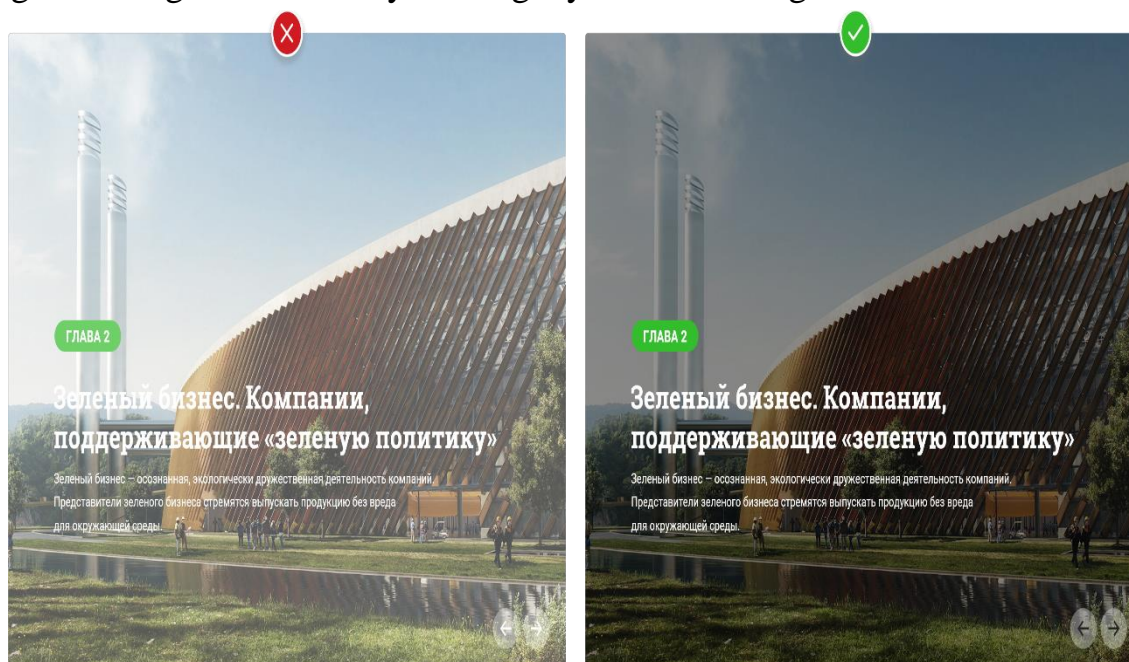 ГЛАВА 2
Зеленый бизнес. Компании,
поддерживающие «зеленую политику»
Зеленый бизнес – осознанная, экологически дружественная деятельность компаний.
Представители зеленого бизнеса стремятся выпускать продукцию без вреда
для окружающей среды.
ГЛАВА 2
Зеленый бизнес. Компании,
поддерживающие «зеленую политику»
Зеленый бизнес – осознанная, экологически дружественная деятельность компаний.
Представители зеленого бизнеса стремятся выпускать продукцию без вреда
для окружающей среды.